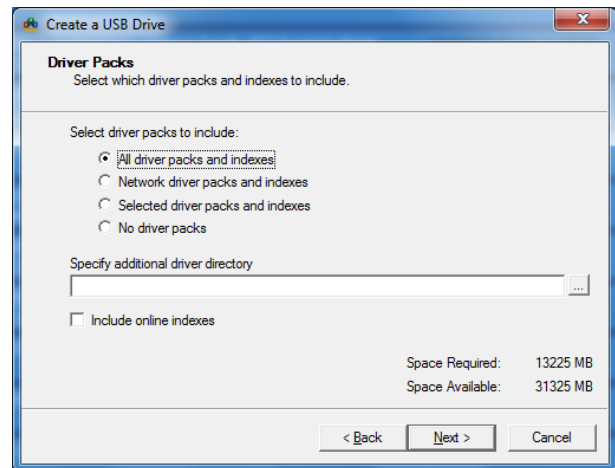 Create a USB Drive
Driver Packs
Select which driver packs and indexes to include.
Select driver packs to include:
All driver packs and indexes
Network driver packs and indexes
Selected driver packs and indexes
No driver packs
Specify additional driver directory
...
Include online indexes
Space Required: 13225 MB
Space Available: 31325 MB
< Back Next > Cancel